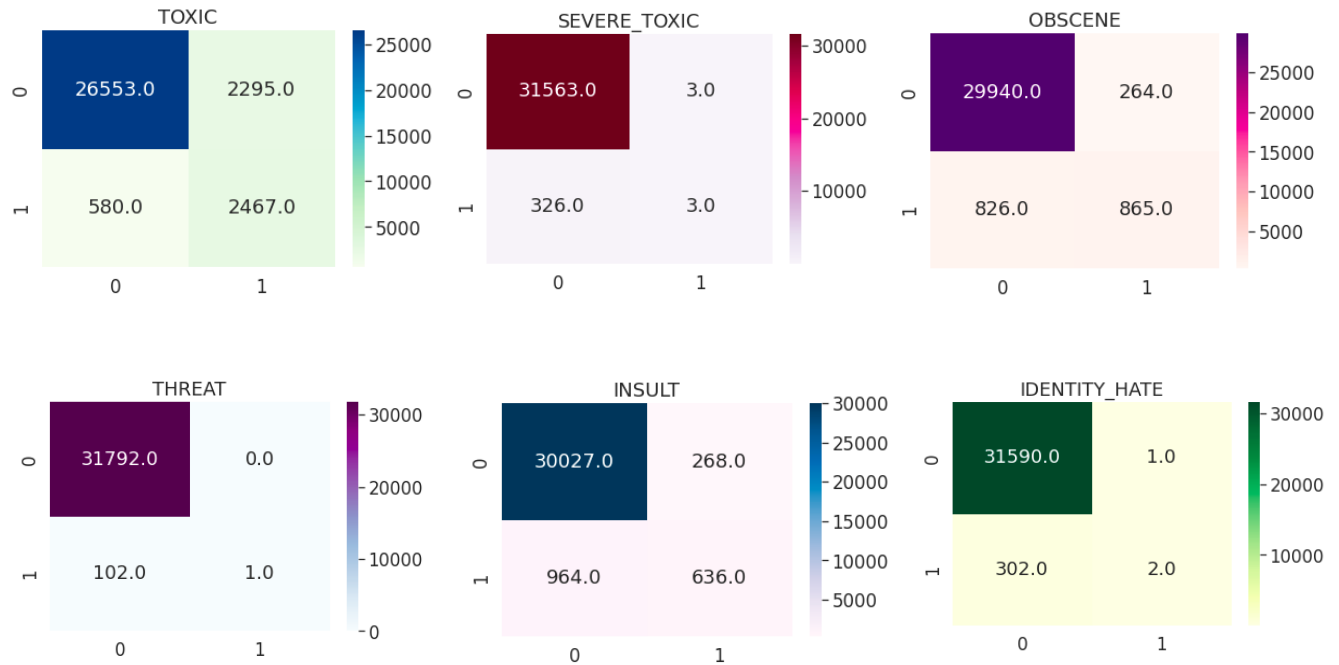 TOXIC
0 26553.0 2295.0
1 580.0 2467.0
0 1
25000
20000
15000
10000
5000
SEVERE_TOXIC
0 31563.0 3.0
1 326.0 3.0
0 1
30000
20000
10000
OBSCENE
0 29940.0 264.0
1 826.0 865.0
0 1
25000
20000
15000
10000
5000
THREAT
0 31792.0 0.0
1 102.0 1.0
0 1
30000
20000
10000
0
INSULT
0 30027.0 268.0
1 964.0 636.0
0 1
30000
25000
20000
15000
10000
5000
IDENTITY_HATE
0 31590.0 1.0
1 302.0 2.0
0 1
30000
20000
10000